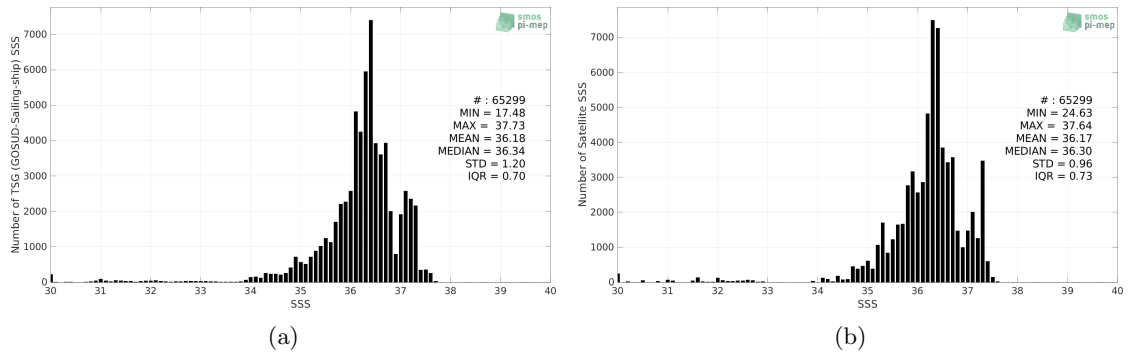 smos
pi-mep
Number of TSG (GOSUD-Sailing-ship) SSS
7000
6000
5000
4000
3000
2000
1000
0
# : 65299
MIN = 17.48
MAX = 37.73
MEAN = 36.18
MEDIAN = 36.34
STD = 1.20
IQR = 0.70
30 31 32 33 34 35 36 37 38 39 40
SSS
(a)
smos
pi-mep
Number of Satellite SSS
7000
6000
5000
4000
3000
2000
1000
0
# : 65299
MIN = 24.63
MAX = 37.64
MEAN = 36.17
MEDIAN = 36.30
STD = 0.96
IQR = 0.73
30 31 32 33 34 35 36 37 38 39 40
SSS
(b)